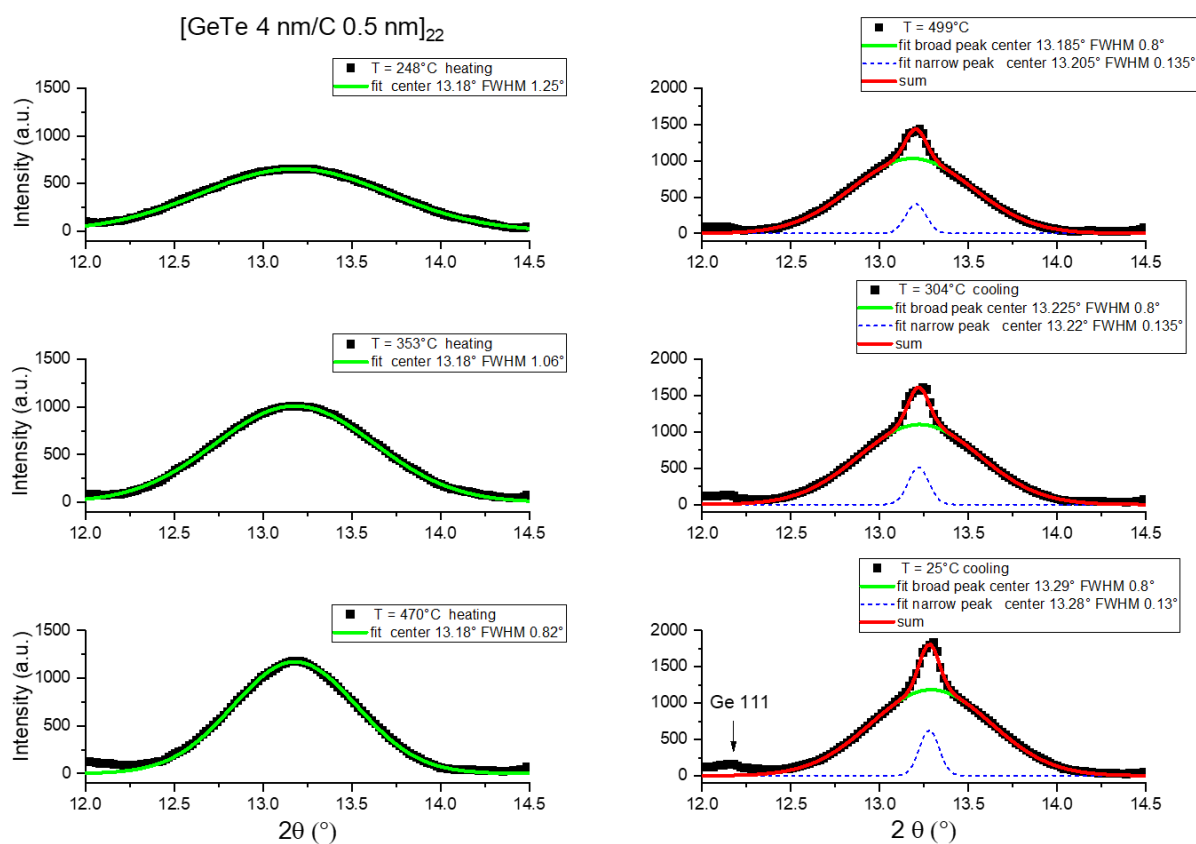 [GeTe 4 nm/C 0.5 nm]22
T = 248°C heating
fit center 13.18° FWHM 1.25°
Intensity (a.u.)
1500
1000
500
0
12.0 12.5 13.0 13.5 14.0 14.5
T = 353°C heating
fit center 13.18° FWHM 1.06°
Intensity (a.u.)
1500
1000
500
0
12.0 12.5 13.0 13.5 14.0 14.5
T = 470°C heating
fit center 13.18° FWHM 0.82°
Intensity (a.u.)
1500
1000
500
0
12.0 12.5 13.0 13.5 14.0 14.5
2θ (°)
T = 499°C
fit broad peak center 13.185° FWHM 0.8°
fit narrow peak center 13.205° FWHM 0.135°
sum
2000
1500
1000
500
0
12.0 12.5 13.0 13.5 14.0 14.5
T = 304°C cooling
fit broad peak center 13.225° FWHM 0.8°
fit narrow peak center 13.22° FWHM 0.135°
sum
2000
1500
1000
500
0
12.0 12.5 13.0 13.5 14.0 14.5
T = 25°C cooling
fit broad peak center 13.29° FWHM 0.8°
fit narrow peak center 13.28° FWHM 0.13°
sum
2000
1500
1000
500
0
Ge 111
12.0 12.5 13.0 13.5 14.0 14.5
2 θ (°)